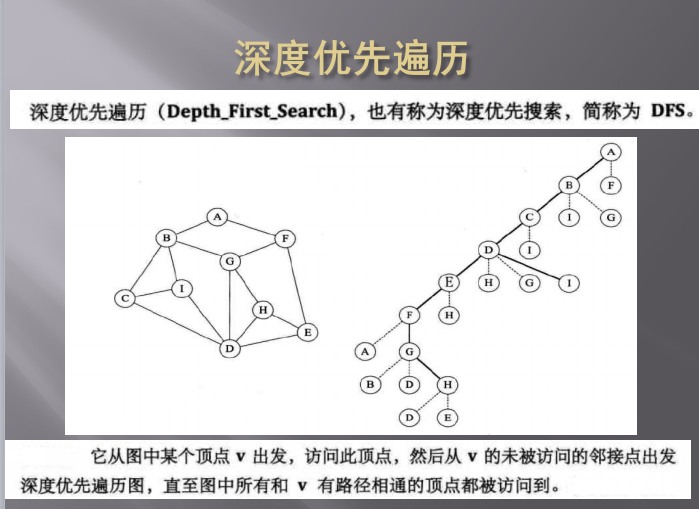 深度优先遍历
深度优先遍历（Depth_First_Search），也有称为深度优先搜索，简称为 DFS。
A
B F
G
C I
H
D E
A
B F
C I G
D I
E H G I
F H
A G
B D H
D E
它从图中某个顶点 v 出发，访问此顶点，然后从 v 的未被访问的邻接点出发
深度优先遍历图，直至图中所有和 v 有路径相通的顶点都被访问到。